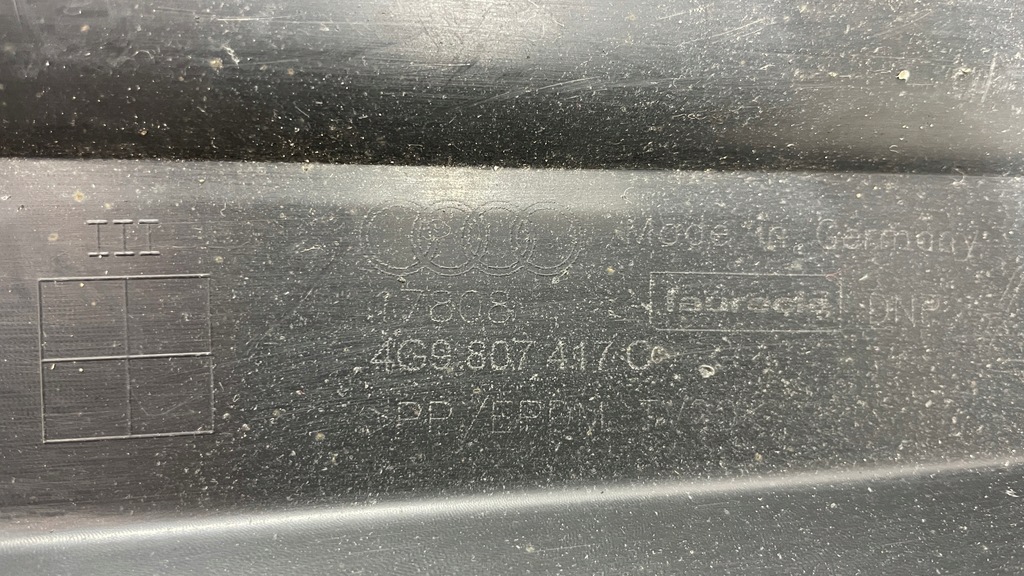 III
Made in Germany
17808
faurecia
DNP
4G9 807 417 C
>PP/EPDM